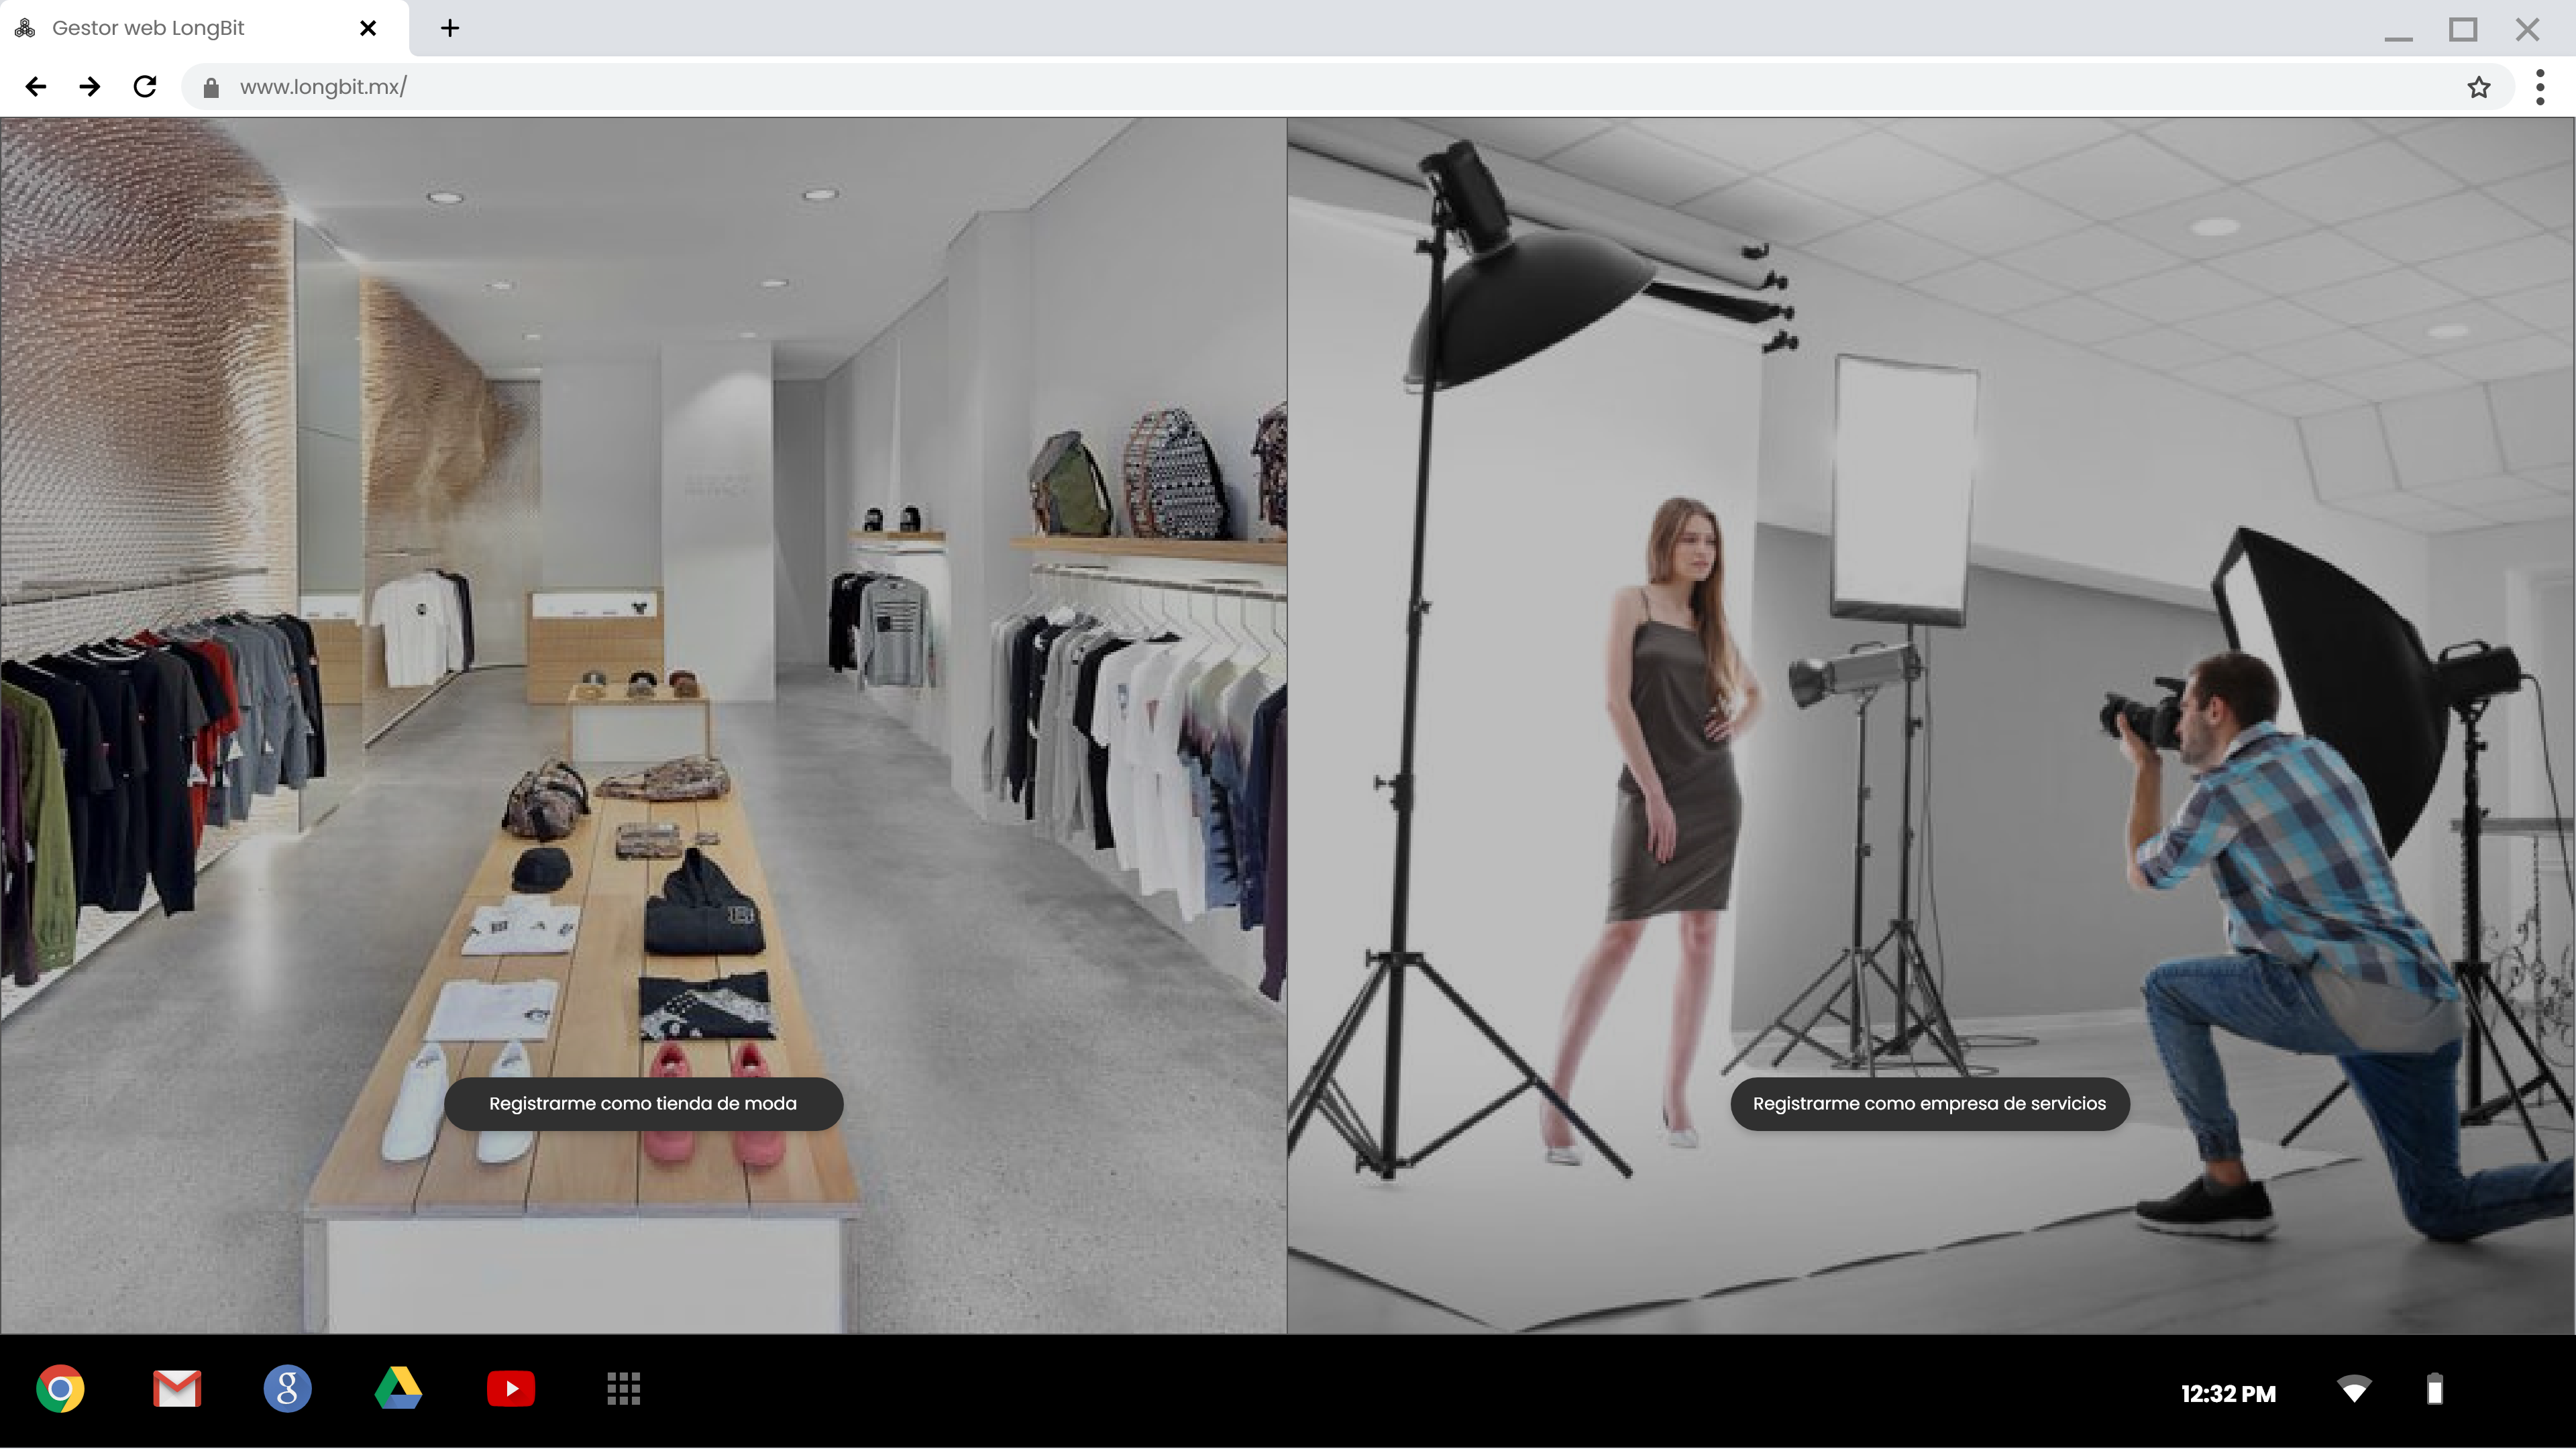 Gestor web LongBit
www.longbit.mx/
Registrarme como tienda de moda
Registrarme como empresa de servicios
12:32 PM